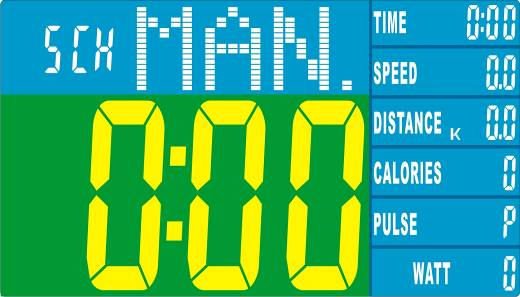 SCH MAN.
0:00
TIME 0:00
SPEED 0.0
DISTANCE K 0.0
CALORIES 0
PULSE P
WATT 0